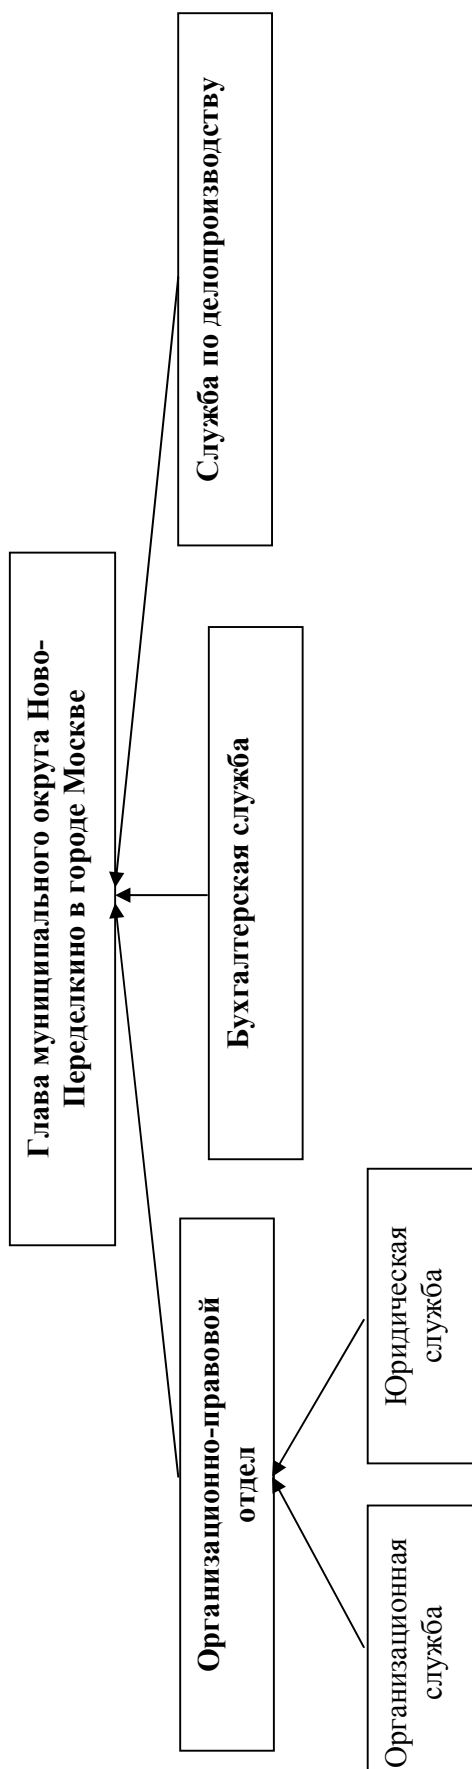 Глава муниципального округа Ново-
Переделкино в городе Москве
Организационно-правовой
отдел
Бухгалтерская служба
Служба по делопроизводству
Организационная
служба
Юридическая
служба